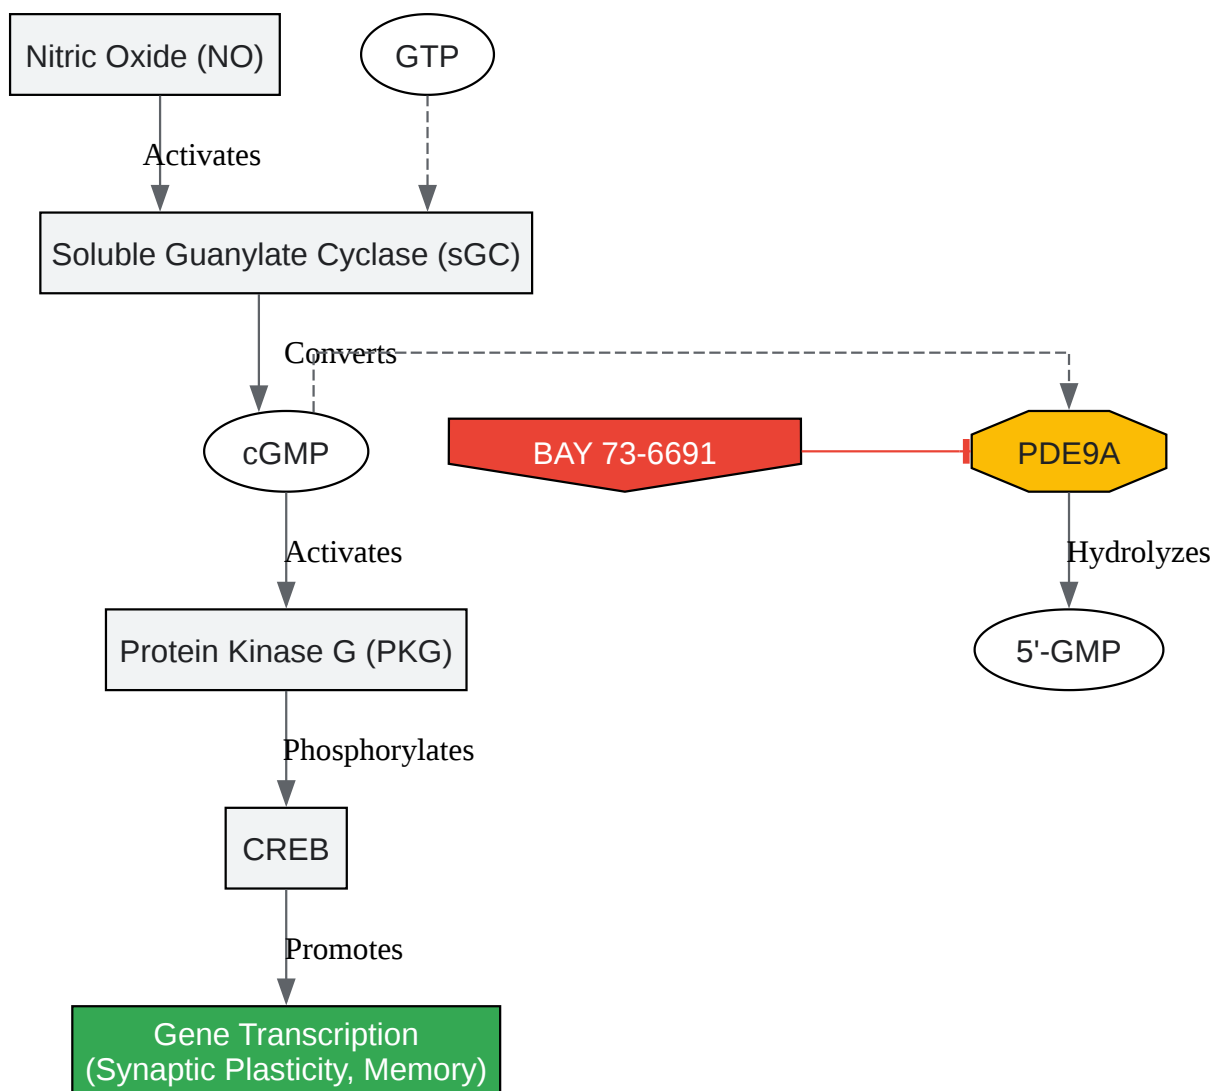 Nitric Oxide (NO)
GTP
Activates
Soluble Guanylate Cyclase (sGC)
Converts
cGMP
BAY 73-6691
PDE9A
Activates
Hydrolyzes
Protein Kinase G (PKG)
5'-GMP
Phosphorylates
CREB
Promotes
Gene Transcription
(Synaptic Plasticity, Memory)